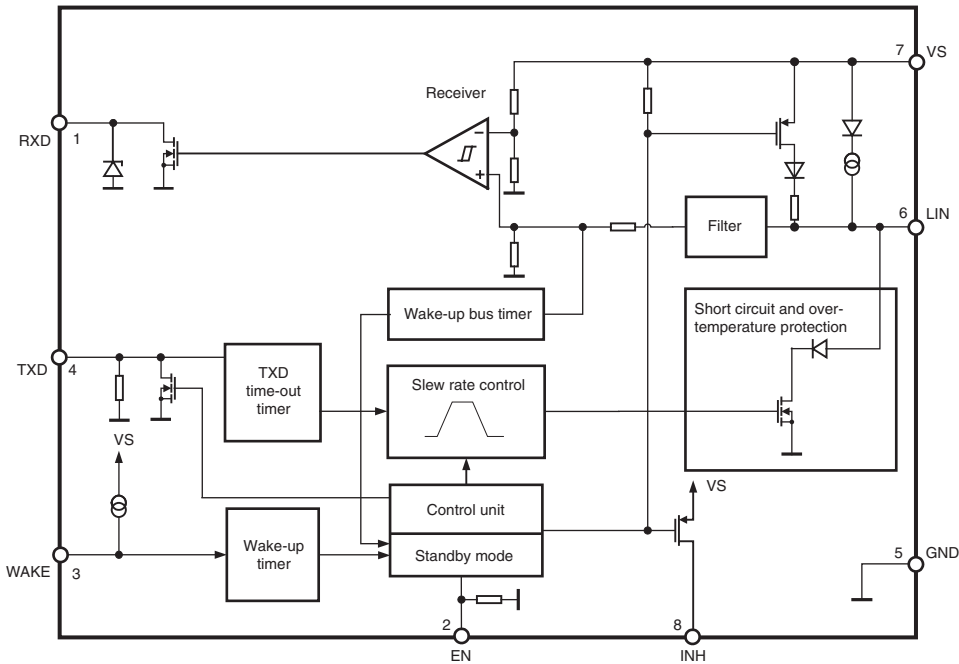 7
VS
Receiver
RXD
1
-
+
6
LIN
Filter
Wake-up bus timer
Short circuit and over-
temperature protection
TXD
4
TXD
time-out
timer
Slew rate control
VS
VS
Control unit
Wake-up
timer
Standby mode
WAKE
3
5
GND
2
EN
8
INH